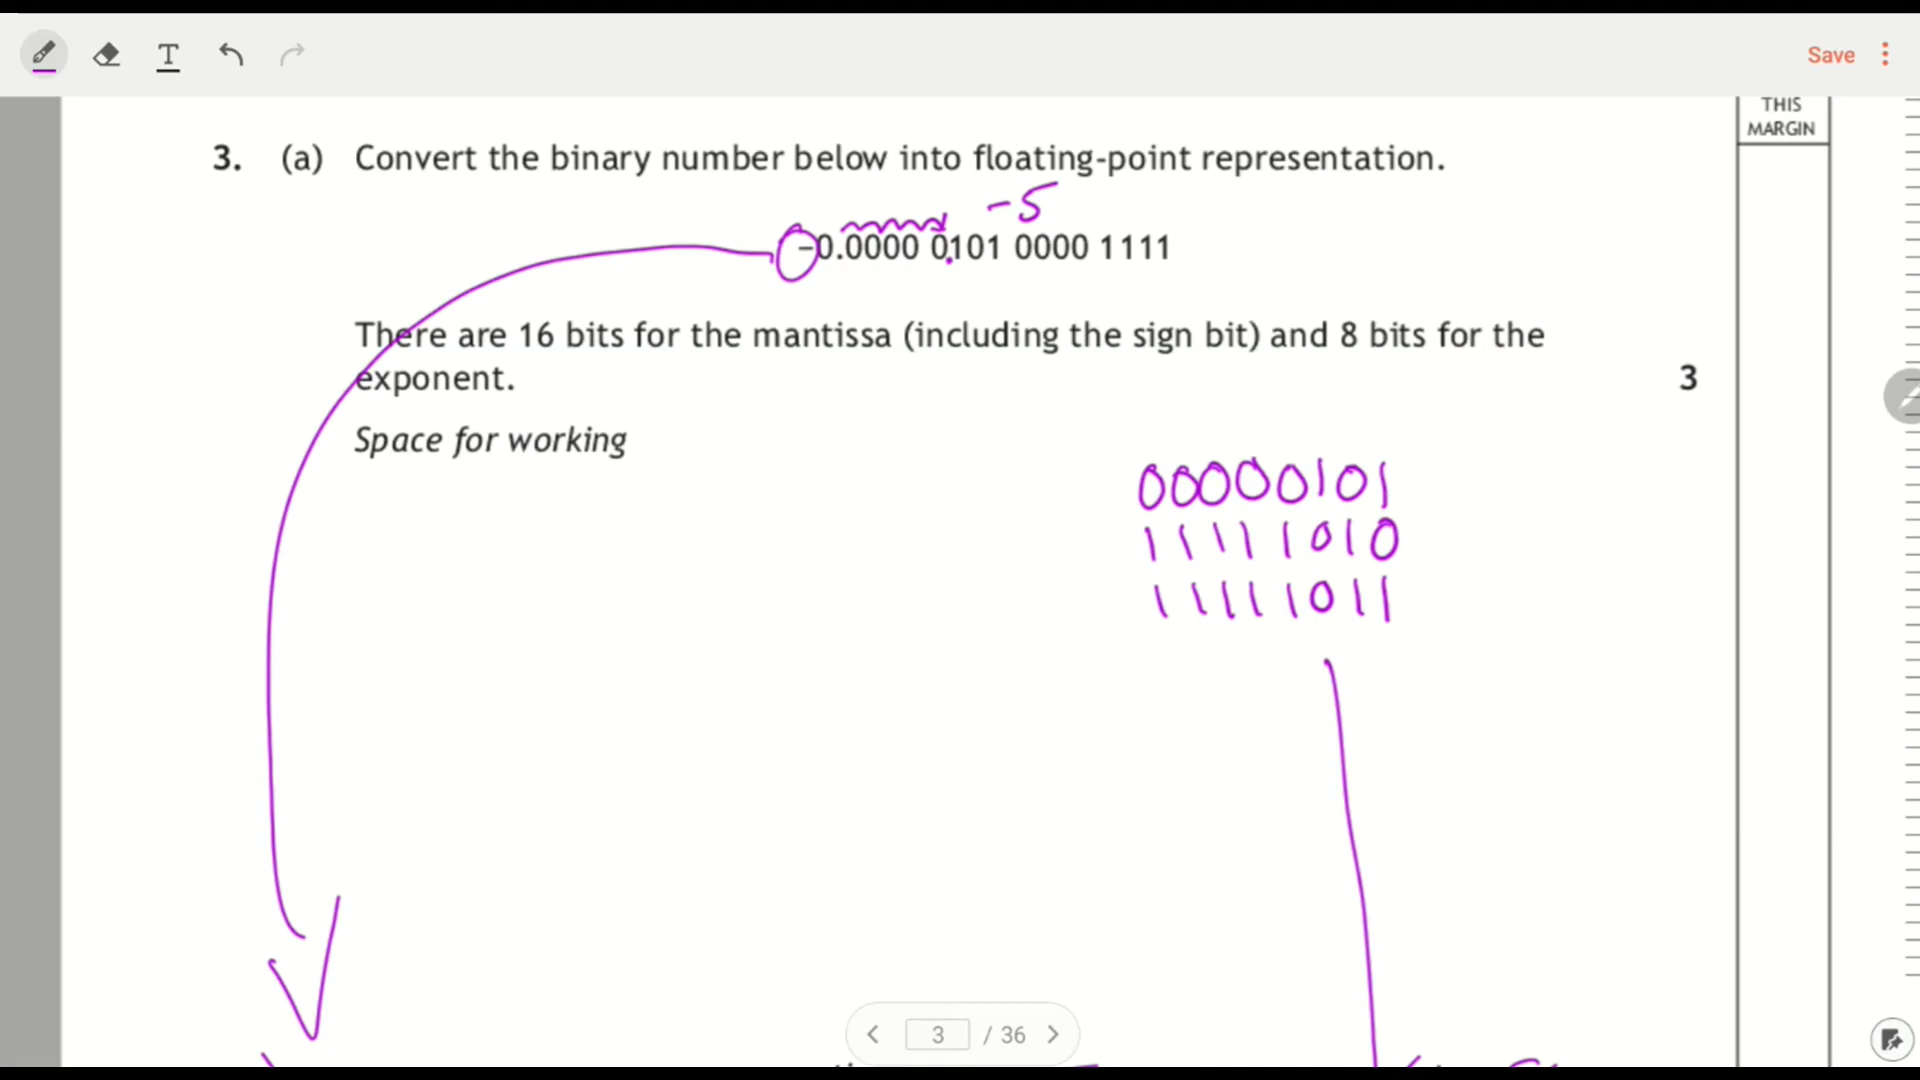 T
Save
THIS
MARGIN
3. (a) Convert the binary number below into floating-point representation.
-5
-0.0000 0101 0000 1111
There are 16 bits for the mantissa (including the sign bit) and 8 bits for the
exponent.
3
Space for working
00000101
11111010
11111011
3 / 36